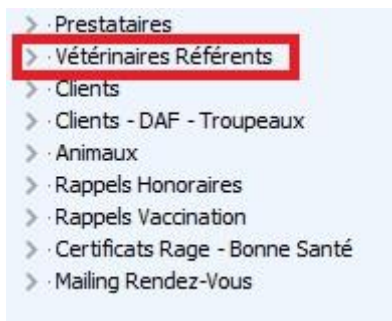 Prestataires
Vétérinaires Référents
Clients
Clients - DAF - Troupeaux
Animaux
Rappels Honoraires
Rappels Vaccination
Certificats Rage - Bonne Santé
Mailing Rendez-Vous